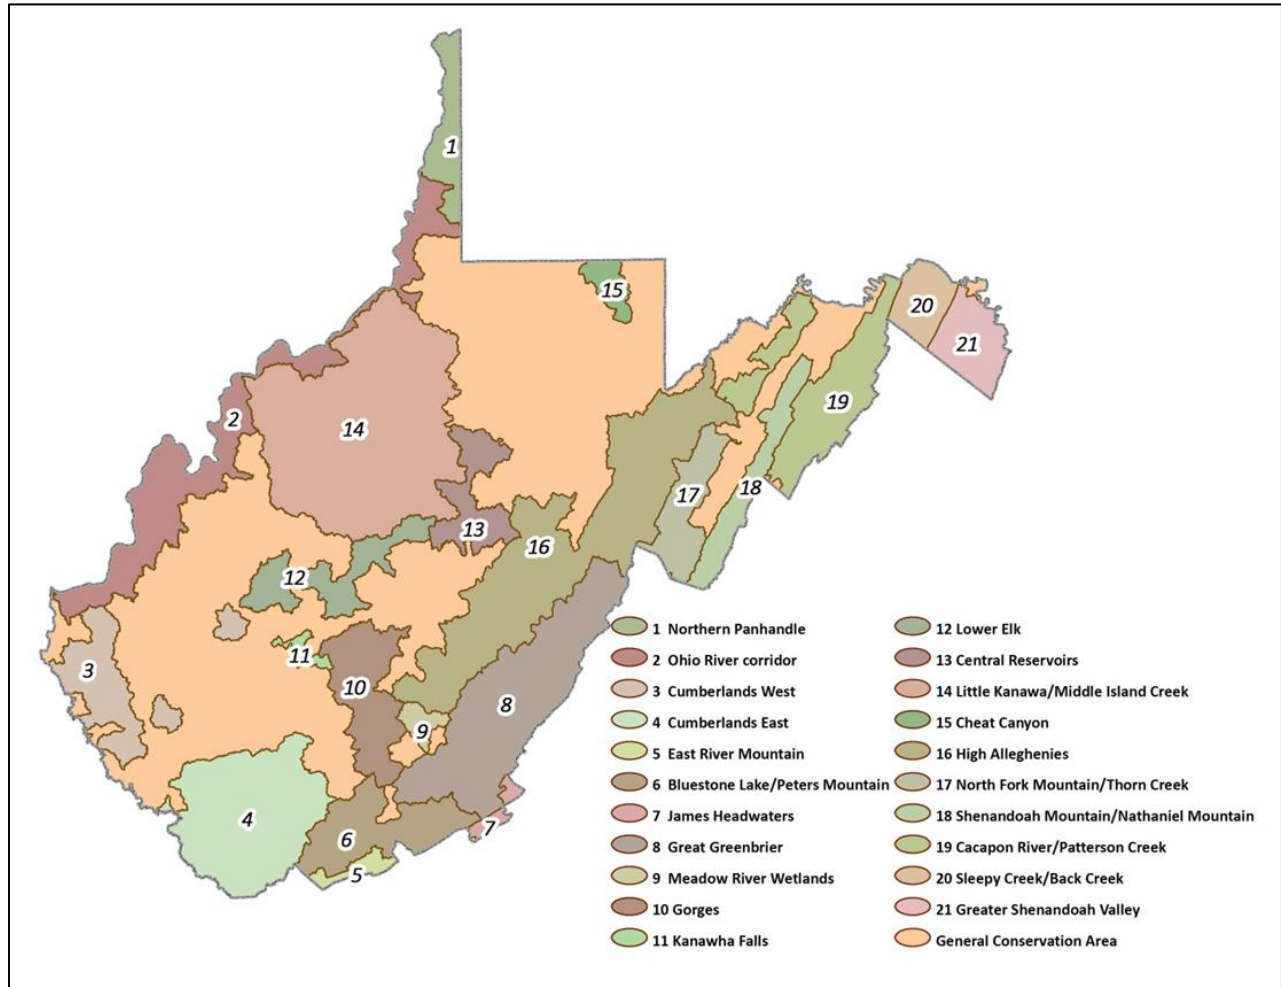 1
15
20
21
2
14
19
17
18
13
16
12
11
3
10
8
9
4
6
7
5
1 Northern Panhandle
2 Ohio River corridor
3 Cumberlands West
4 Cumberlands East
5 East River Mountain
6 Bluestone Lake/Peters Mountain
7 James Headwaters
8 Great Greenbrier
9 Meadow River Wetlands
10 Gorges
11 Kanawha Falls
12 Lower Elk
13 Central Reservoirs
14 Little Kanawa/Middle Island Creek
15 Cheat Canyon
16 High Alleghenies
17 North Fork Mountain/Thorn Creek
18 Shenandoah Mountain/Nathaniel Mountain
19 Cacapon River/Patterson Creek
20 Sleepy Creek/Back Creek
21 Greater Shenandoah Valley
General Conservation Area